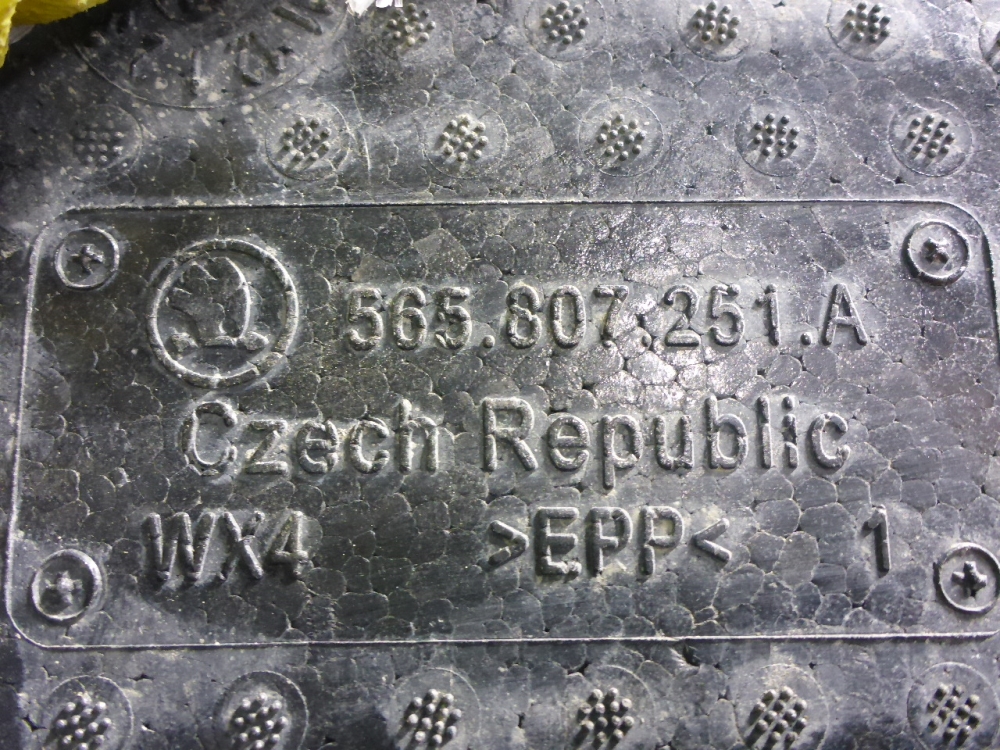 565.807.251.A
Czech Republic
WX4 >EPP< 1